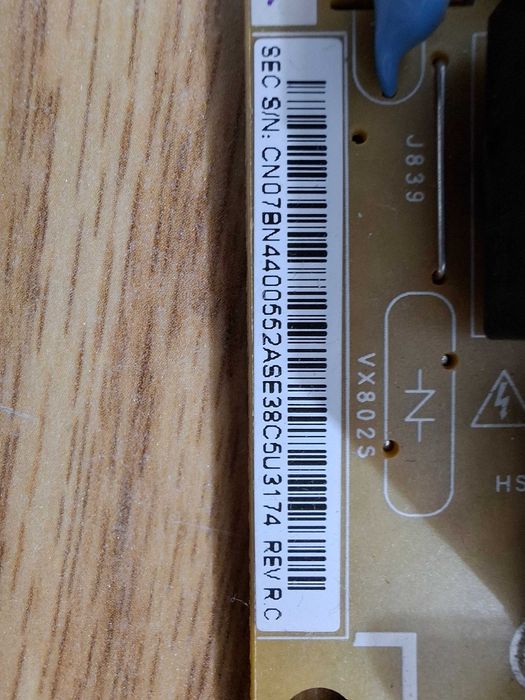 SEC S/N: CN07BN4400552ASE38C5U3174 REV R.C
J839
VX802S
HS